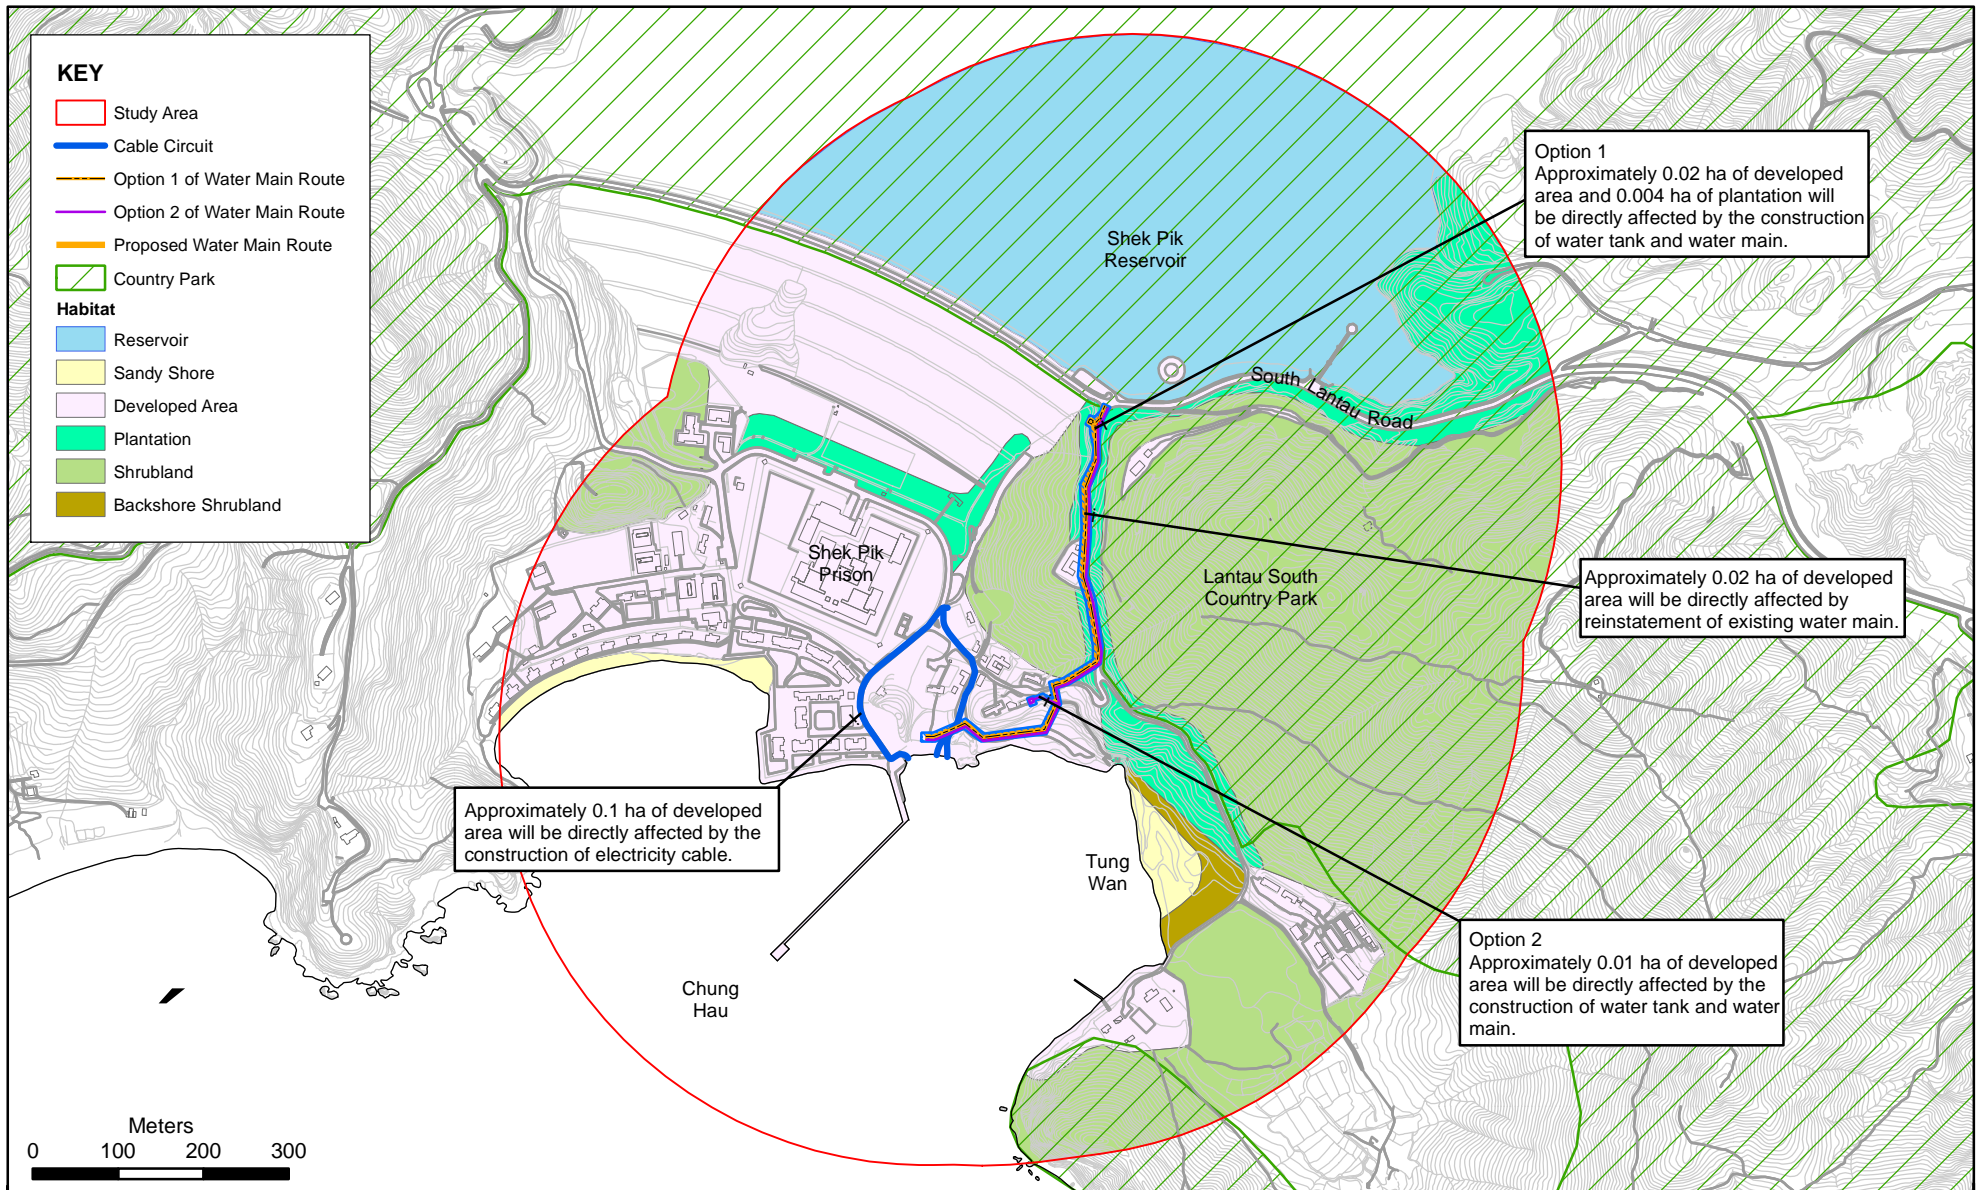 KEY
Study Area
Cable Circuit
Option 1 of Water Main Route
Option 2 of Water Main Route
Proposed Water Main Route
Country Park
Habitat
Reservoir
Sandy Shore
Developed Area
Plantation
Shrubland
Backshore Shrubland
Option 1
Approximately 0.02 ha of developed
area and 0.004 ha of plantation will
be directly affected by the construction
of water tank and water main.
Shek Pik
Reservoir
South Lantau Road
Shek Pik
Prison
Lantau South
Country Park
Approximately 0.02 ha of developed
area will be directly affected by
reinstatement of existing water main.
Approximately 0.1 ha of developed
area will be directly affected by the
construction of electricity cable.
Tung
Wan
Option 2
Approximately 0.01 ha of developed
area will be directly affected by the
construction of water tank and water
main.
Chung
Hau
Meters
0 100 200 300